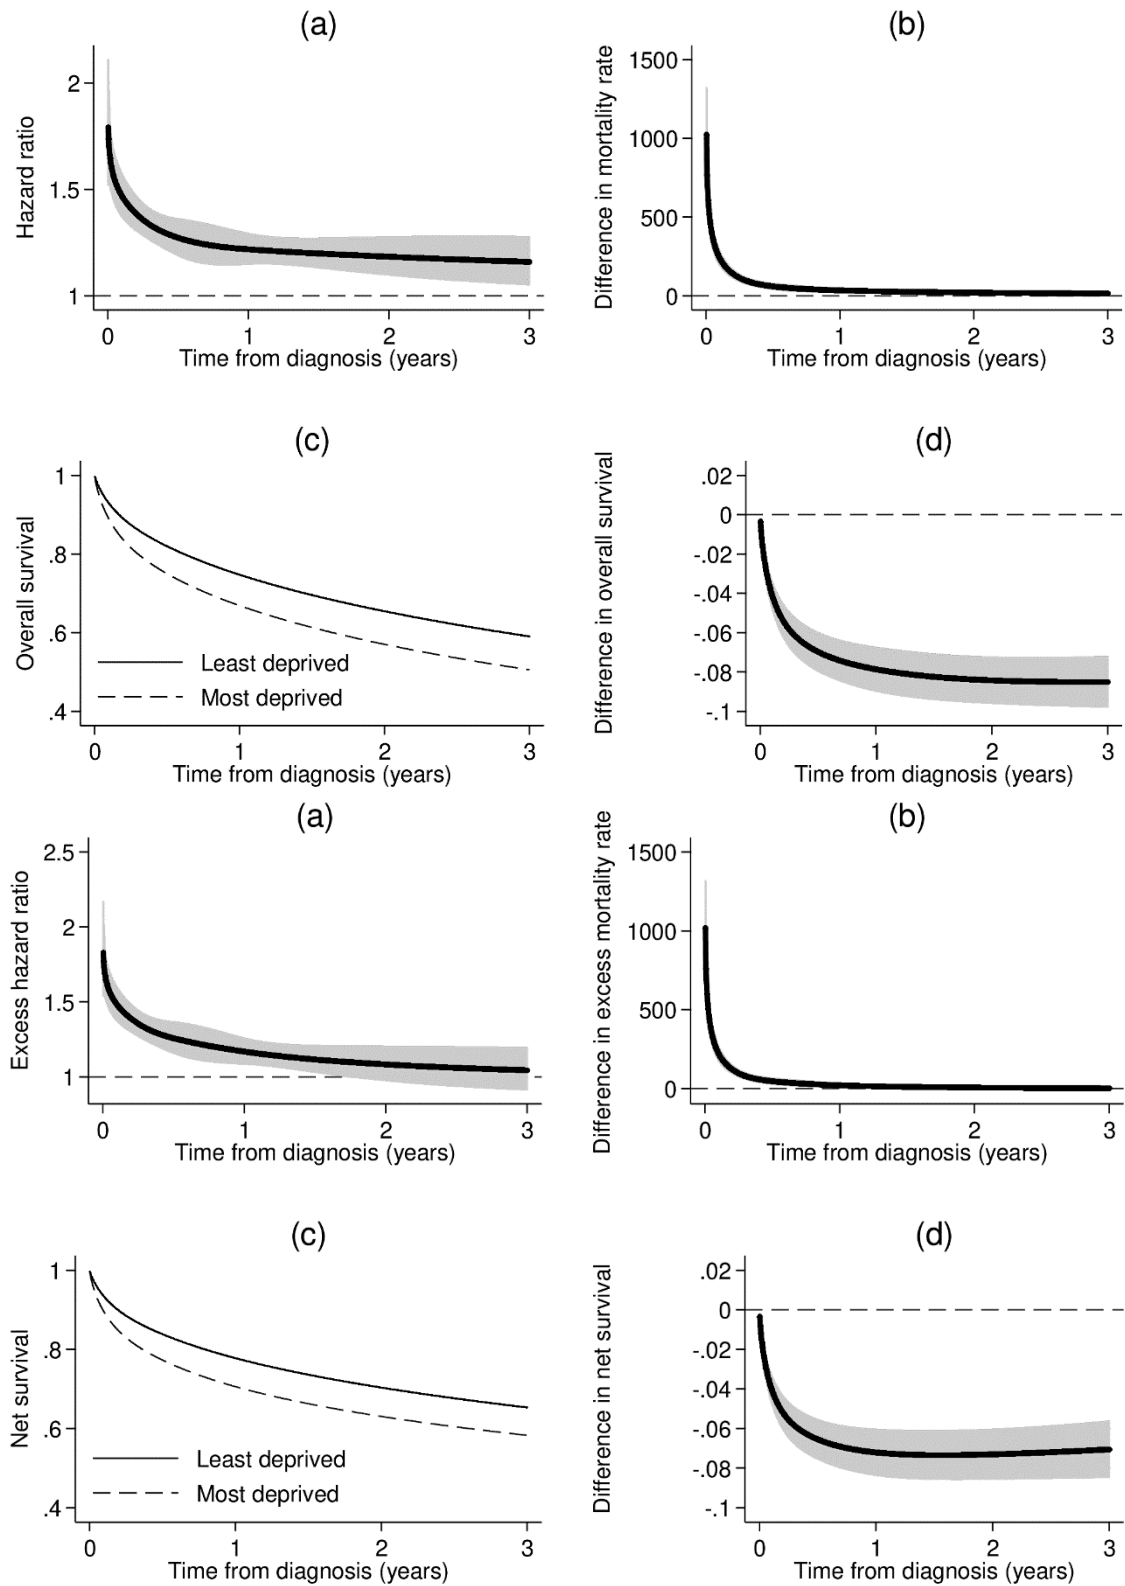 (a)
Hazard ratio
2
1.5
1
0 1 2 3
Time from diagnosis (years)
(b)
Difference in mortality rate
1500
1000
500
0
0 1 2 3
Time from diagnosis (years)
(c)
Overall survival
1
.8
.6
.4
Least deprived
Most deprived
0 1 2 3
Time from diagnosis (years)
(d)
Difference in overall survival
.02
0
-.02
-.04
-.06
-.08
-.1
0 1 2 3
Time from diagnosis (years)
(a)
Excess hazard ratio
2.5
2
1.5
1
0 1 2 3
Time from diagnosis (years)
(b)
Difference in excess mortality rate
1500
1000
500
0
0 1 2 3
Time from diagnosis (years)
(c)
Net survival
1
.8
.6
.4
Least deprived
Most deprived
0 1 2 3
Time from diagnosis (years)
(d)
Difference in net survival
.02
0
-.02
-.04
-.06
-.08
-.1
0 1 2 3
Time from diagnosis (years)